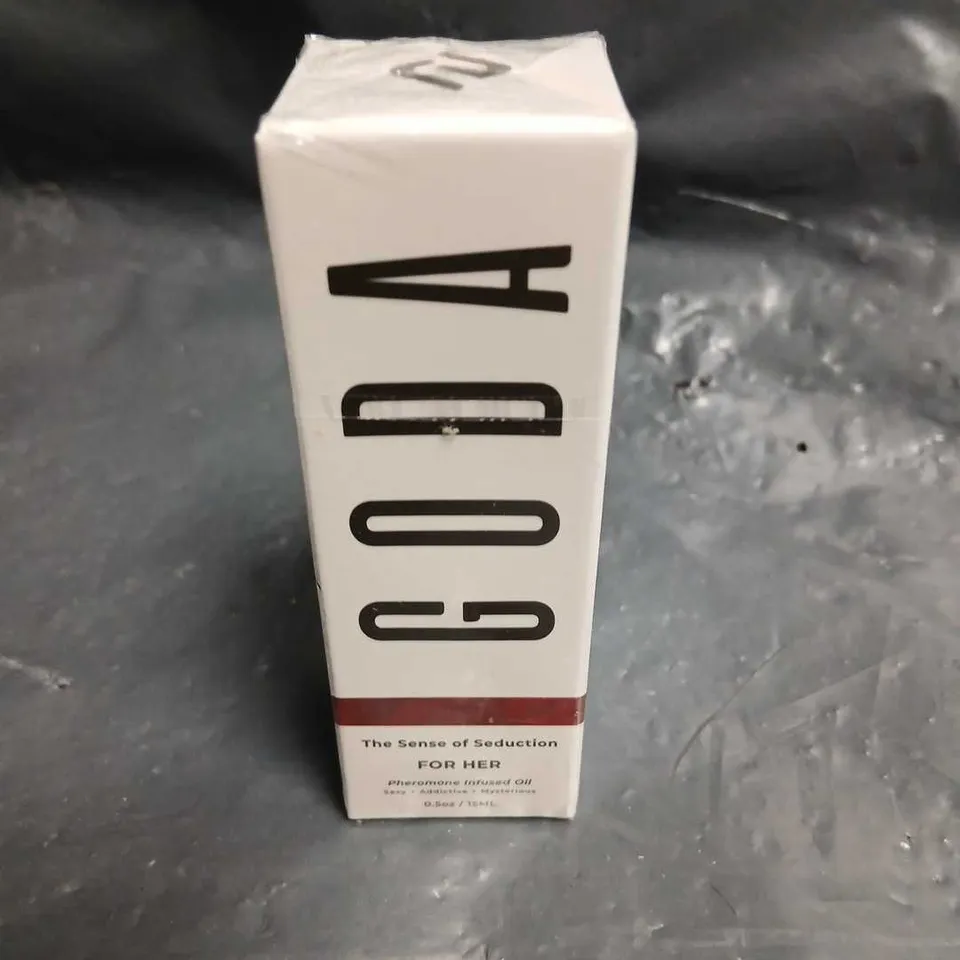 GODA
The Sense of Seduction
FOR HER
Pheromone Infused Oil
Sexy • Addictive • Mysterious
0.5oz / 15ML